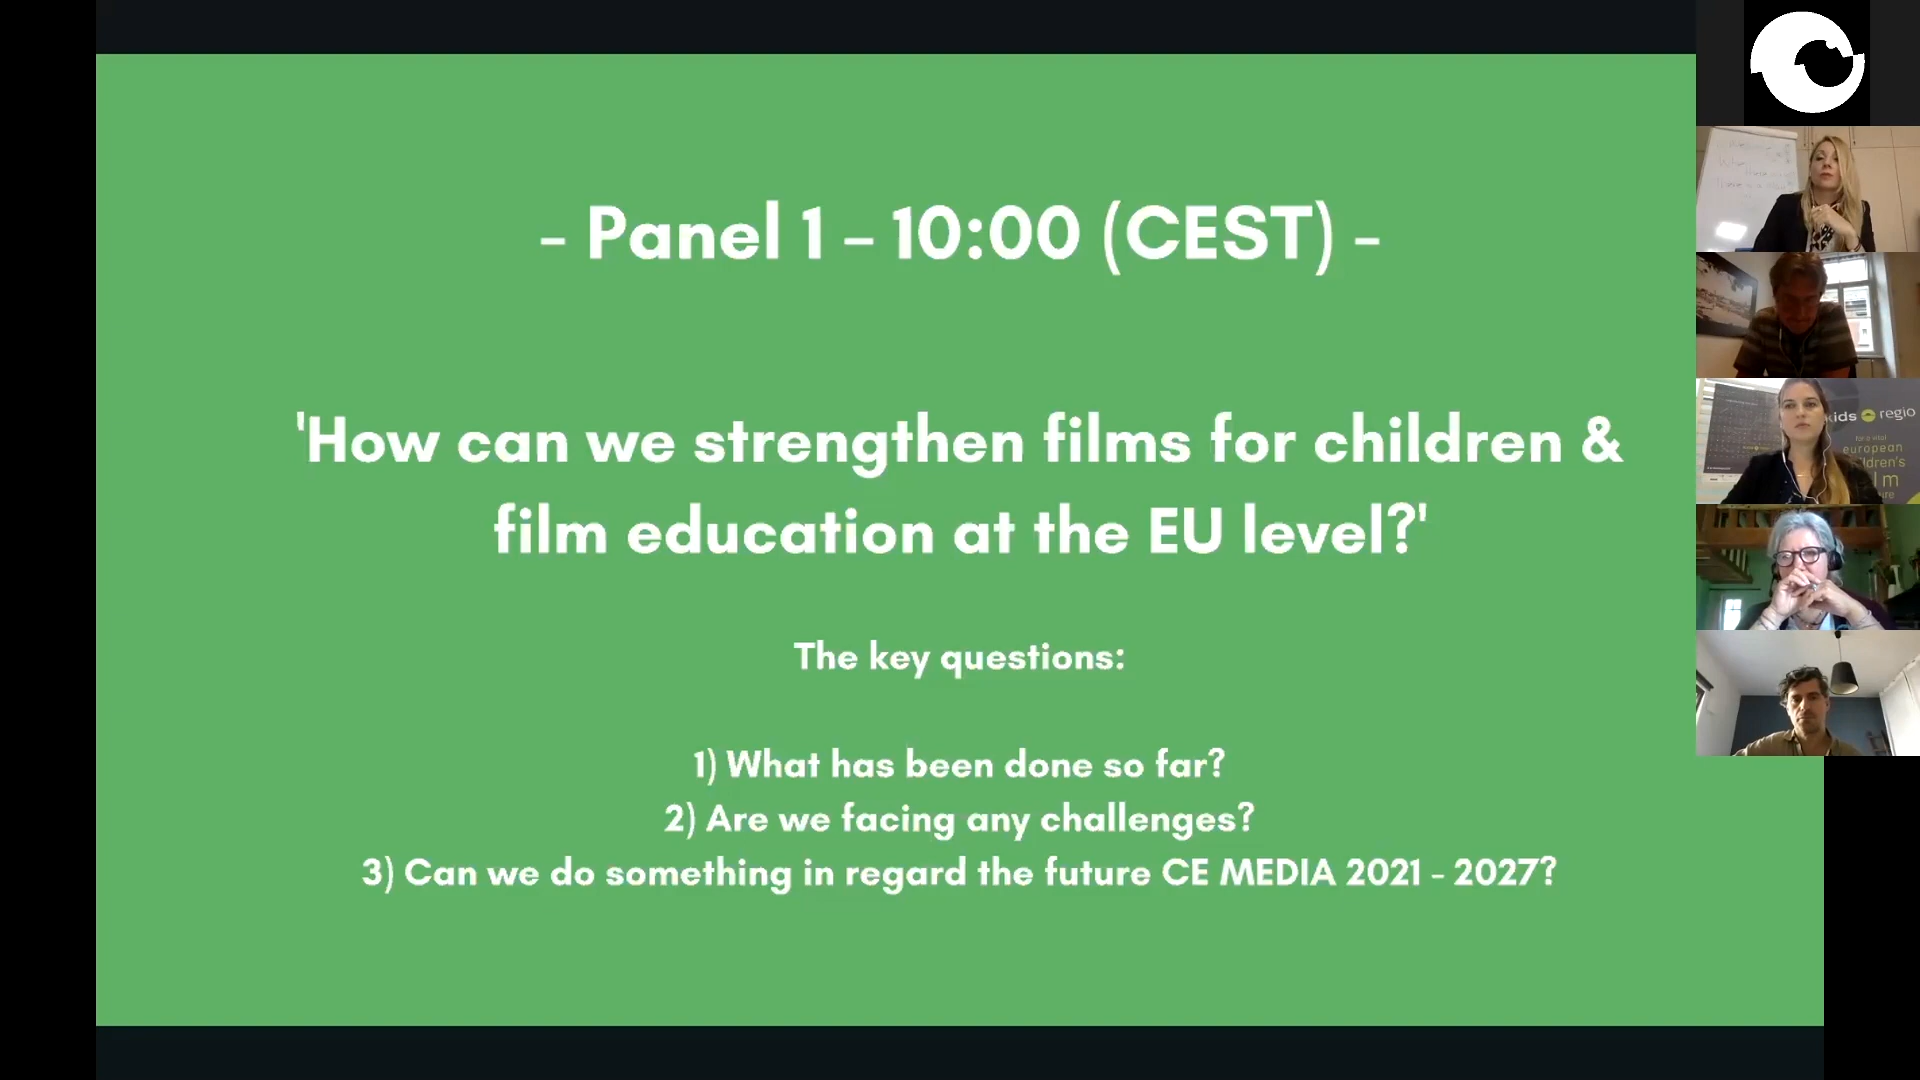 - Panel 1 – 10:00 (CEST) -
'How can we strengthen films for children &
film education at the EU level?'
The key questions:
1) What has been done so far?
2) Are we facing any challenges?
3) Can we do something in regard the future CE MEDIA 2021 - 2027?
kids regio
for a vital
european